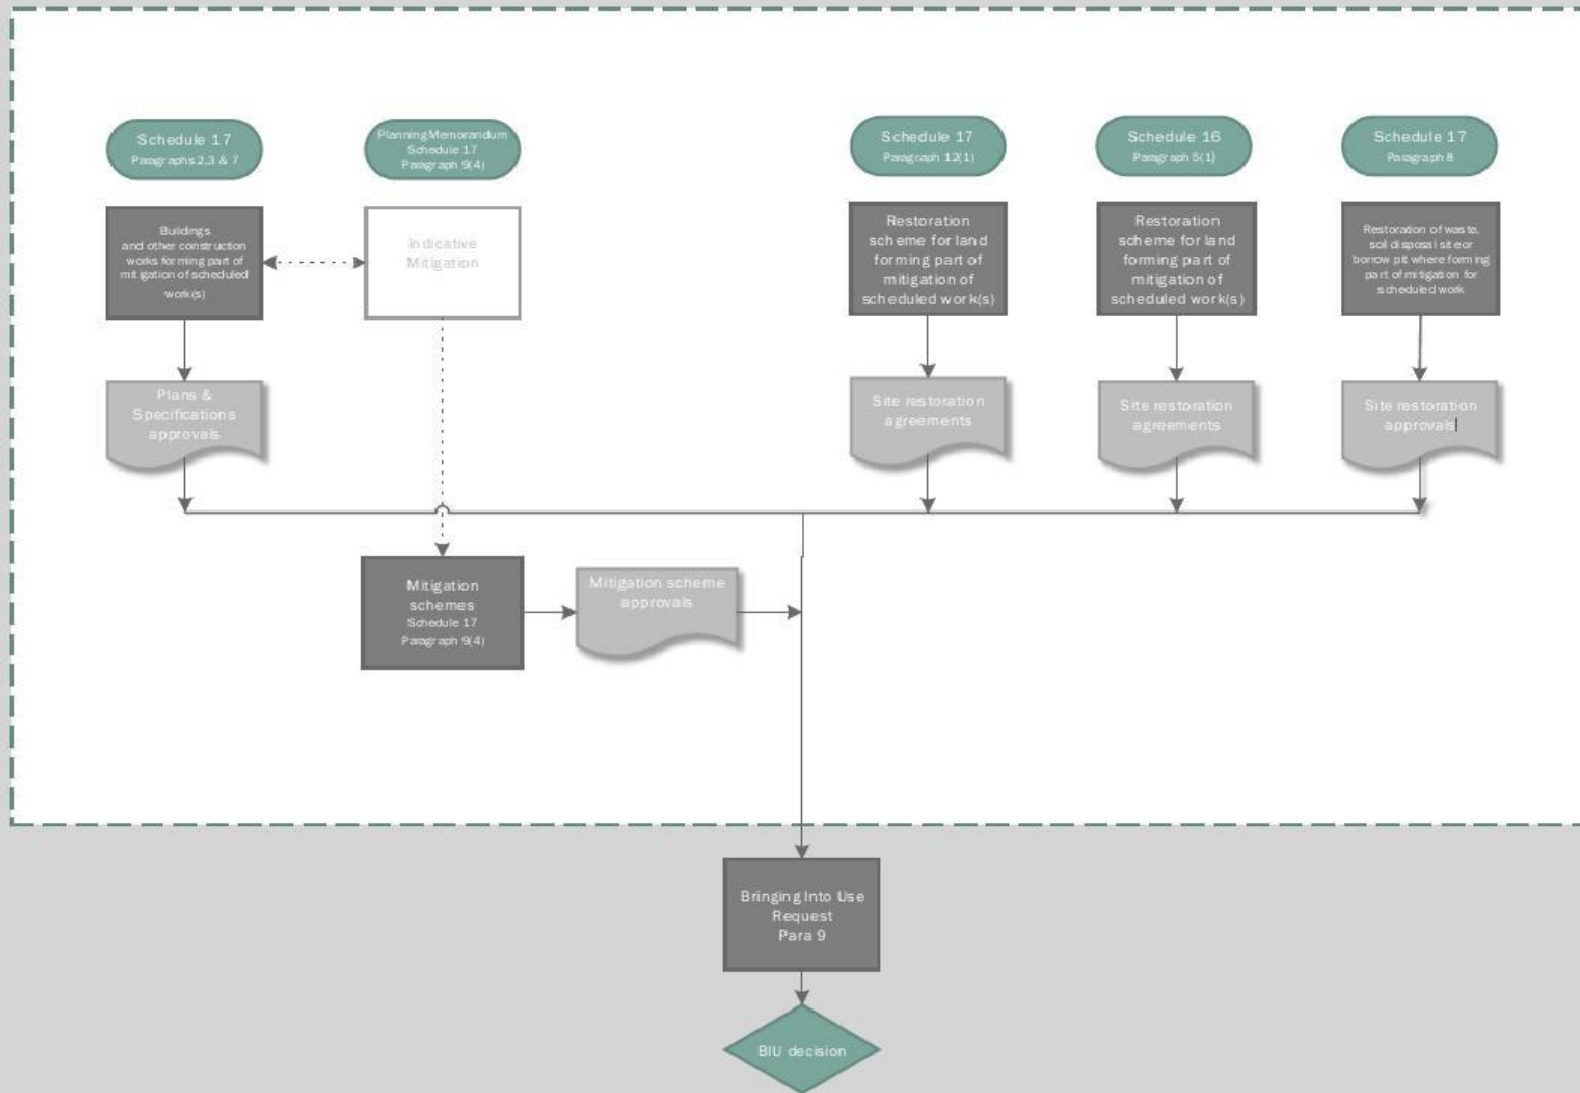 Schedule 17
Paragraphs 2,3 & 7
Planning Memorandum
Schedule 17
Paragraph 9(4)
Schedule 17
Paragraph 12(1)
Schedule 16
Paragraph 5(1)
Schedule 17
Paragraph 8
Buildings
and other construction
works forming part of
mitigation of scheduled
work(s)
Indicative
Mitigation
Restoration
scheme for land
forming part of
mitigation of
scheduled work(s)
Restoration
scheme for land
forming part of
mitigation of
scheduled work(s)
Restoration of waste,
soil disposal site or
borrow pit where forming
part of mitigation for
scheduled work
Plans &
Specifications
approvals
Site restoration
agreements
Site restoration
agreements
Site restoration
approvals
Mitigation
schemes
Schedule 17
Paragraph 9(4)
Mitigation scheme
approvals
Bringing Into Use
Request
Para 9
BIU decision